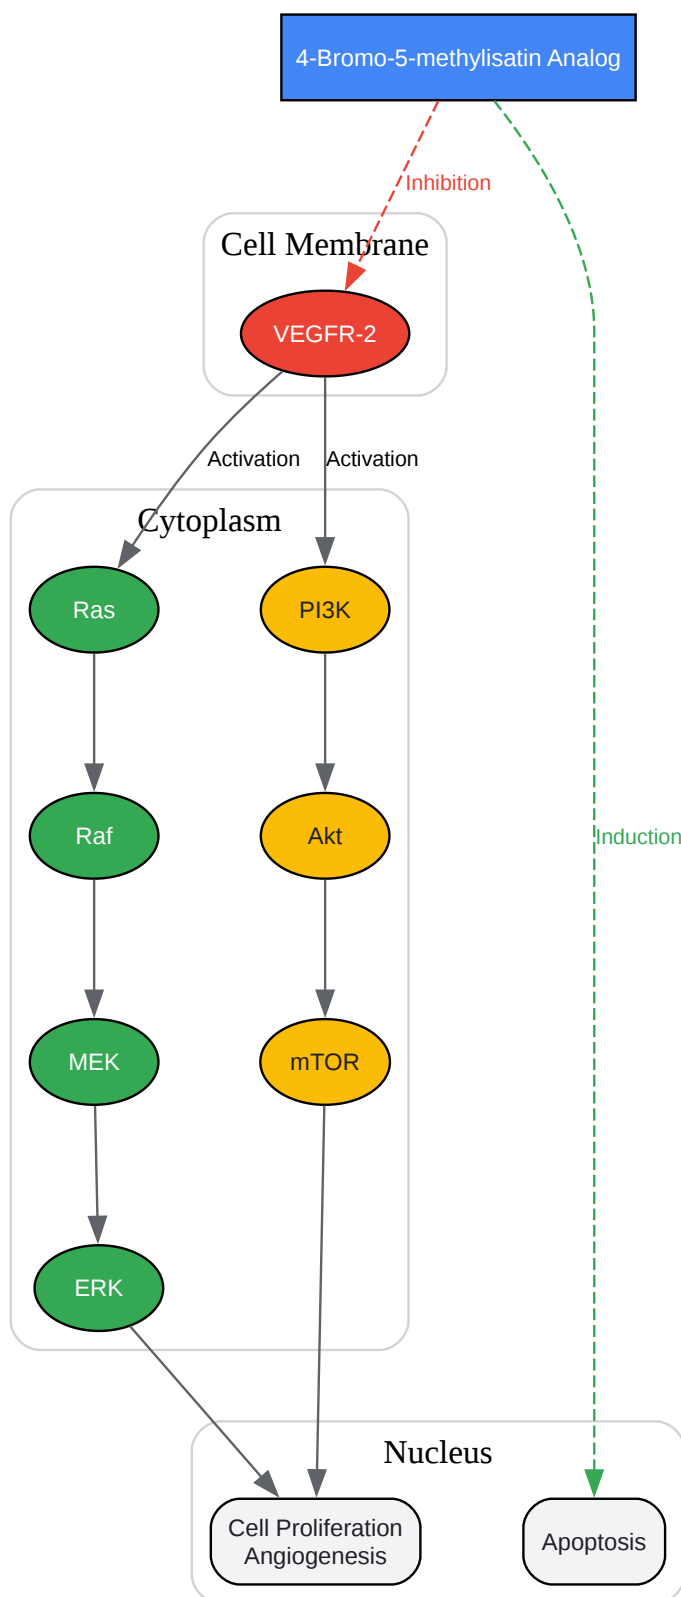 4-Bromo-5-methylisatin Analog
Inhibition
Cell Membrane
VEGFR-2
Activation
Activation
Cytoplasm
Ras
PI3K
Raf
Akt
Induction
MEK
mTOR
ERK
Nucleus
Cell Proliferation
Angiogenesis
Apoptosis